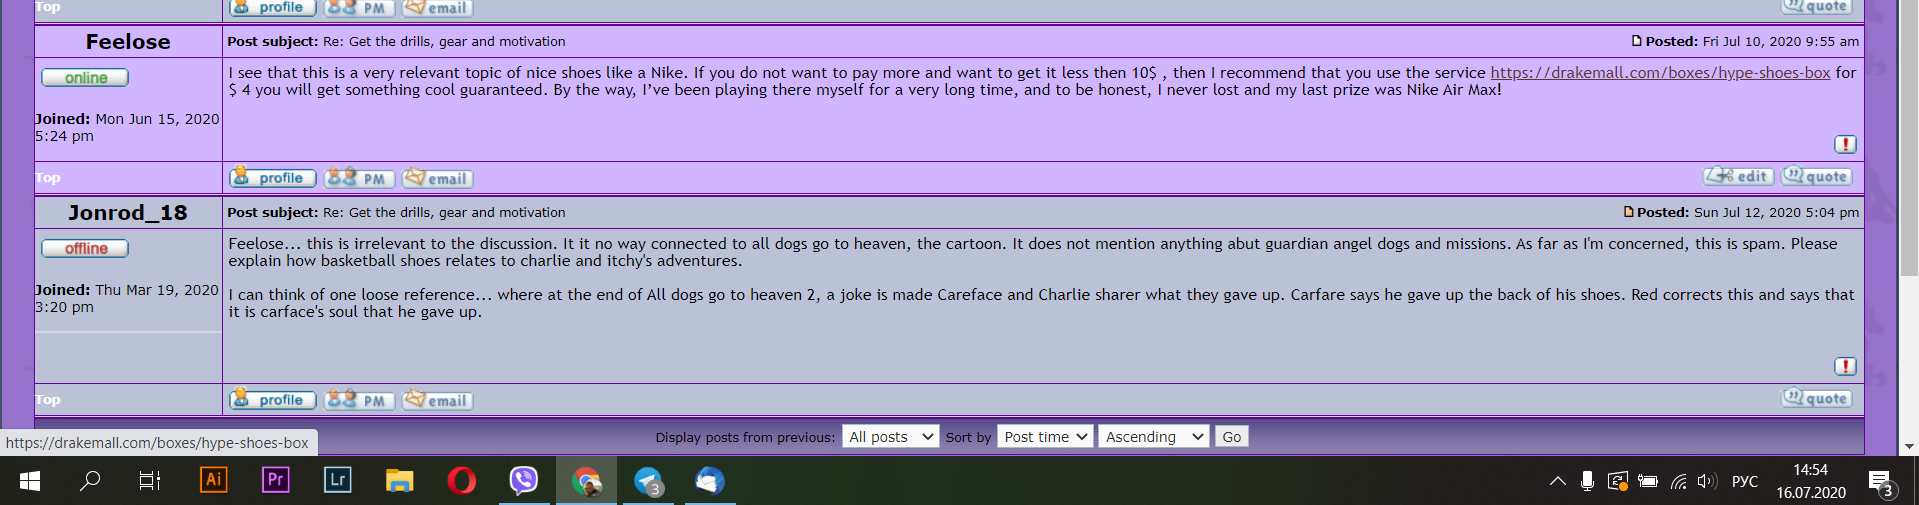 Top profile PM email quote
Feelose Post subject: Re: Get the drills, gear and motivation Posted: Fri Jul 10, 2020 9:55 am
online
I see that this is a very relevant topic of nice shoes like a Nike. If you do not want to pay more and want to get it less then 10$ , then I recommend that you use the service https://drakemall.com/boxes/hype-shoes-box for
$ 4 you will get something cool guaranteed. By the way, I’ve been playing there myself for a very long time, and to be honest, I never lost and my last prize was Nike Air Max!
Joined: Mon Jun 15, 2020
5:24 pm
!
Top profile PM email edit quote
Jonrod_18 Post subject: Re: Get the drills, gear and motivation Posted: Sun Jul 12, 2020 5:04 pm
offline
Feelose... this is irrelevant to the discussion. It it no way connected to all dogs go to heaven, the cartoon. It does not mention anything abut guardian angel dogs and missions. As far as I'm concerned, this is spam. Please
explain how basketball shoes relates to charlie and itchy's adventures.
Joined: Thu Mar 19, 2020
3:20 pm
I can think of one loose reference... where at the end of All dogs go to heaven 2, a joke is made Careface and Charlie sharer what they gave up. Carfare says he gave up the back of his shoes. Red corrects this and says that
it is carface's soul that he gave up.
!
Top profile PM email quote
Display posts from previous: All posts Sort by Post time Ascending Go
https://drakemall.com/boxes/hype-shoes-box
Ai Pr Lr 3 РУС 14:54
16.07.2020 3